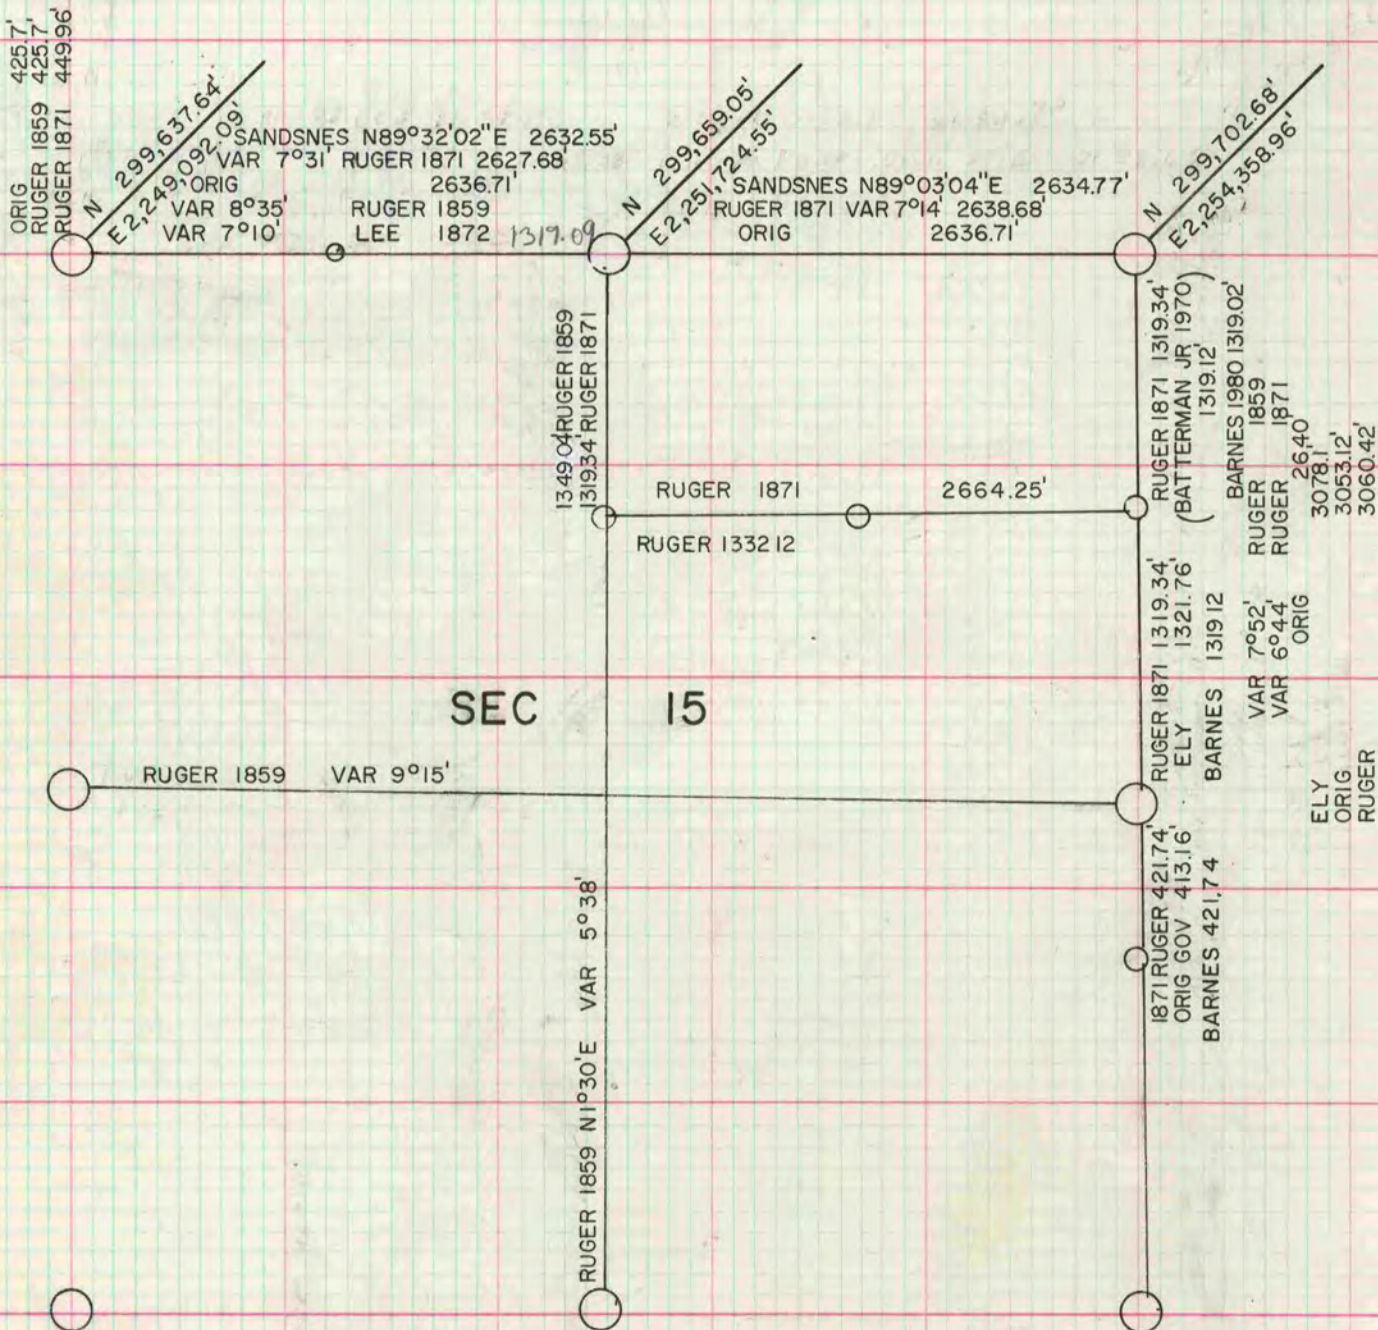 ORIG 425.7'
RUGER 1859 425.7'
RUGER 1871 449.96'
N 299,637.64'
E 2,249,092.09'
SANDSNES N89°32'02"E 2632.55'
VAR 7°31' RUGER 1871 2627.68'
ORIG 2636.71'
VAR 8°35' RUGER 1859
VAR 7°10' LEE 1872 1317.09
N 299,659.05'
E 2,251,724.55'
SANDSNES N89°03'04"E 2634.77'
RUGER 1871 VAR 7°14' 2638.68'
ORIG 2636.71'
N 299,702.68'
E 2,254,358.96'
1349 04' RUGER 1859
1319.34' RUGER 1871
RUGER 1871 2664.25'
RUGER 1332 12
RUGER 1871 1319.34'
(BATTERMAN JR 1970)
( 1319.12' )
BARNES 1980 1319.02'
RUGER 1871 1319.34'
ELY 1321.76'
BARNES 1319 12
VAR 7°52' RUGER 1859
VAR 6°44' RUGER 1871
ORIG 26,40'
ELY 3078.1'
ORIG 3053.12'
RUGER 3060.42'
SEC 15
RUGER 1859 VAR 9°15'
1871 RUGER 421.74'
ORIG GOV 413.16'
BARNES 421,74
RUGER 1859 N1°30'E VAR 5°38'